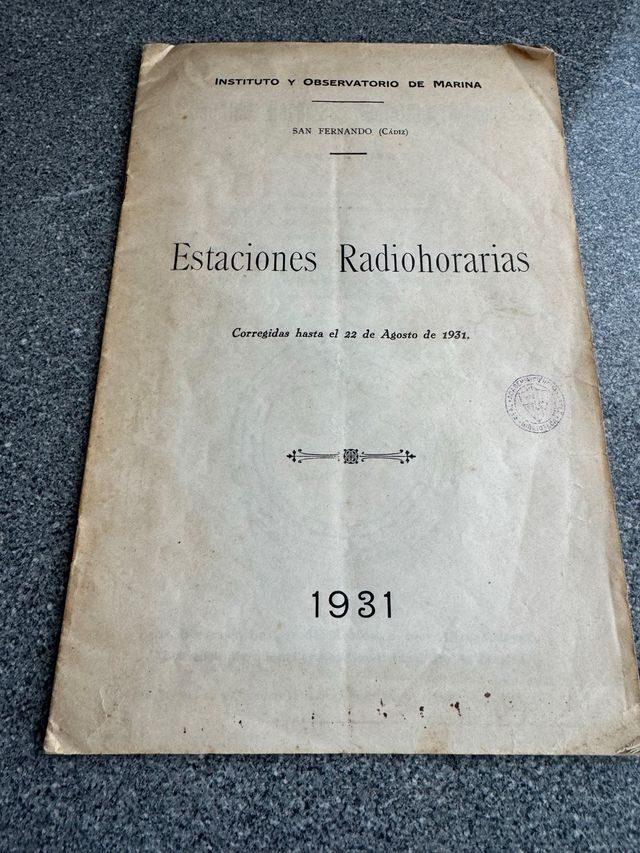 Instituto y Observatorio de Marina
SAN FERNANDO (Cádiz)
Estaciones Radiohorarias
Corregidas hasta el 22 de Agosto de 1931.
1931